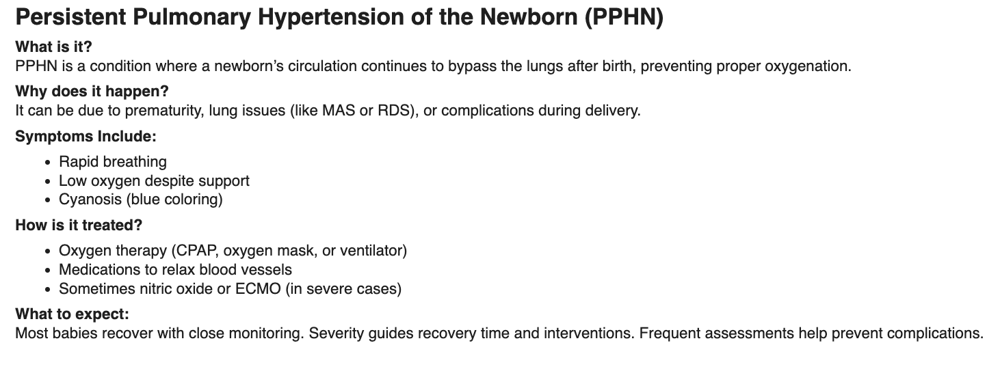 Persistent Pulmonary Hypertension of the Newborn (PPHN)
What is it?
PPHN is a condition where a newborn’s circulation continues to bypass the lungs after birth, preventing proper oxygenation.
Why does it happen?
It can be due to prematurity, lung issues (like MAS or RDS), or complications during delivery.
Symptoms Include:
• Rapid breathing
• Low oxygen despite support
• Cyanosis (blue coloring)
How is it treated?
• Oxygen therapy (CPAP, oxygen mask, or ventilator)
• Medications to relax blood vessels
• Sometimes nitric oxide or ECMO (in severe cases)
What to expect:
Most babies recover with close monitoring. Severity guides recovery time and interventions. Frequent assessments help prevent complications.